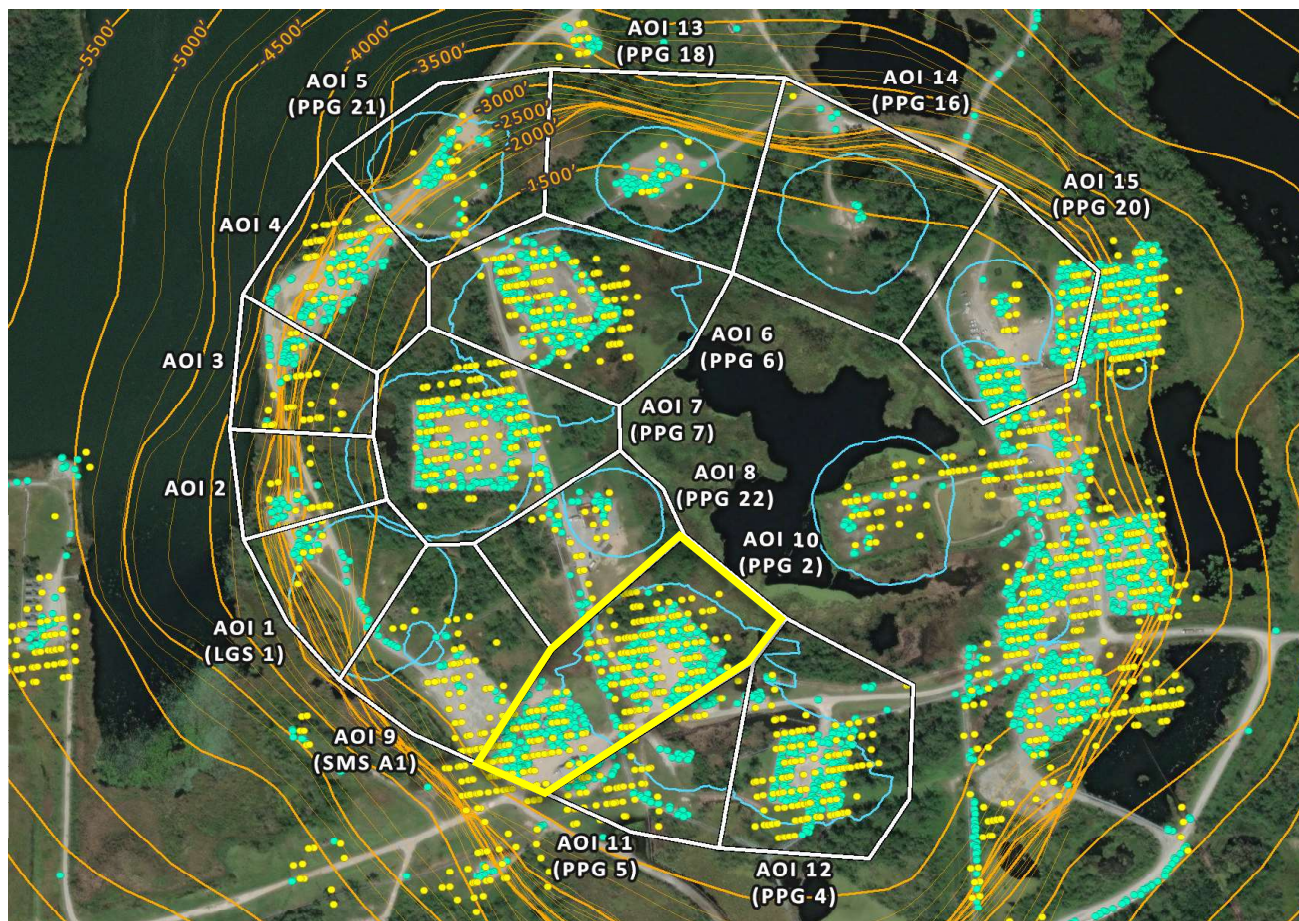 -5500'
-5000'
-4500'
-4000'
-3500'
AOI 13
(PPG 18)
AOI 14
(PPG 16)
AOI 5
(PPG 21)
-3000'
-2500'
-2000'
-1500'
AOI 15
(PPG 20)
AOI 4
AOI 3
AOI 6
(PPG 6)
AOI 7
(PPG 7)
AOI 2
AOI 8
(PPG 22)
AOI 10
(PPG 2)
AOI 1
(LGS 1)
AOI 9
(SMS A1)
AOI 11
(PPG 5)
AOI 12
(PPG 4)